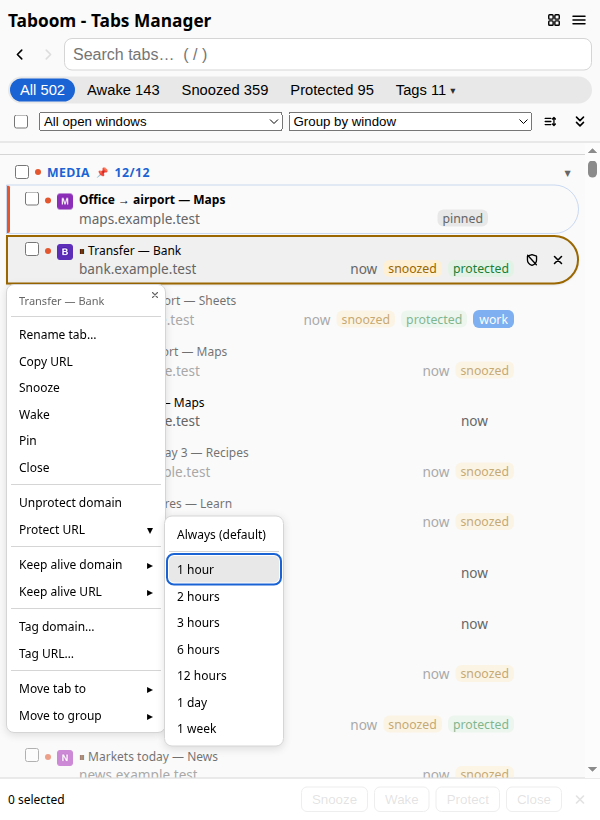 Taboom - Tabs Manager
Search tabs… ( / )
All 502 Awake 143 Snoozed 359 Protected 95 Tags 11 ▾
All open windows Group by window
MEDIA 📌 12/12 ▼
M Office → airport — Maps
maps.example.test pinned
B Transfer — Bank
bank.example.test now snoozed protected
Transfer — Bank ×
ort — Sheets
.test now snoozed protected work
Rename tab...
ort — Maps
Copy URL
e.test now snoozed
Snooze
— Maps
Wake
e.test now
Pin
ay 3 — Recipes
Close
ple.test now snoozed
Unprotect domain
res — Learn
now snoozed
Protect URL ▼
Always (default)
Keep alive domain ▶
1 hour
now
Keep alive URL ▶
2 hours
Tag domain...
3 hours
now
Tag URL...
6 hours
12 hours
now snoozed
Move tab to ▶
1 day
Move to group ▶
1 week
now snoozed protected
N Markets today — News
news.example.test now snoozed
0 selected Snooze Wake Protect Close ×